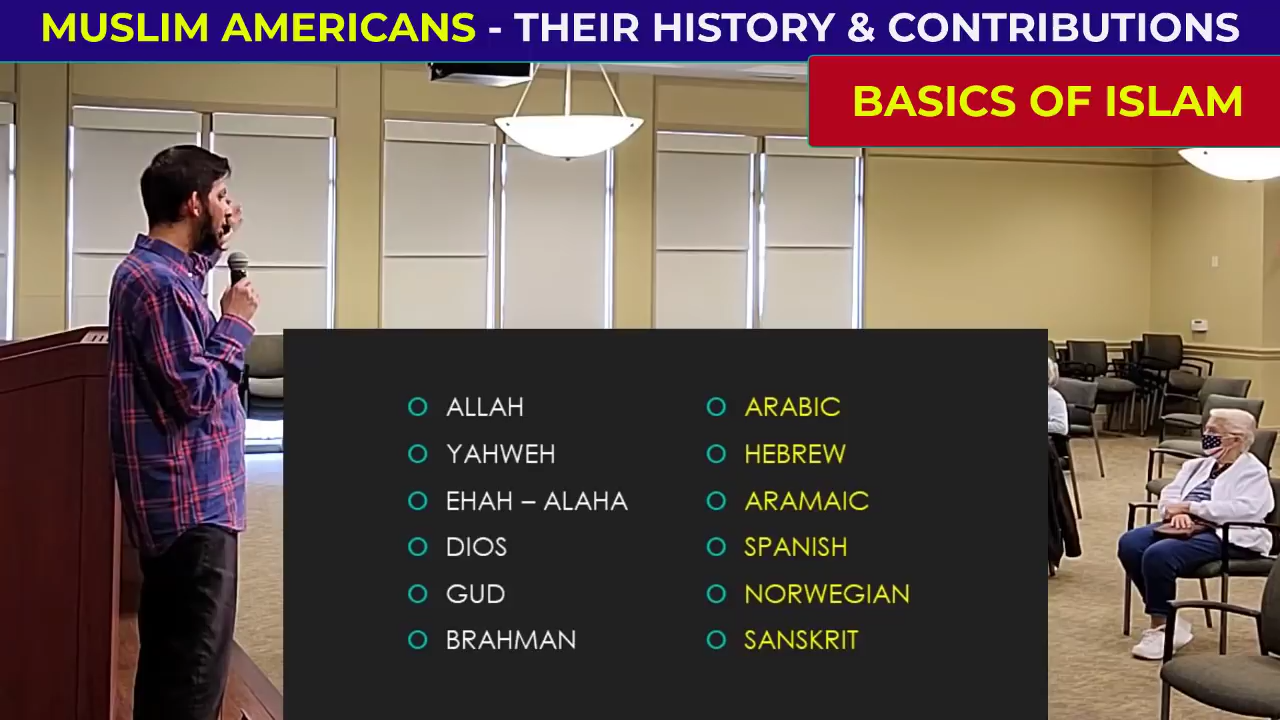 MUSLIM AMERICANS - THEIR HISTORY & CONTRIBUTIONS
BASICS OF ISLAM
ALLAH ARABIC
YAHWEH HEBREW
EHAH – ALAHA ARAMAIC
DIOS SPANISH
GUD NORWEGIAN
BRAHMAN SANSKRIT